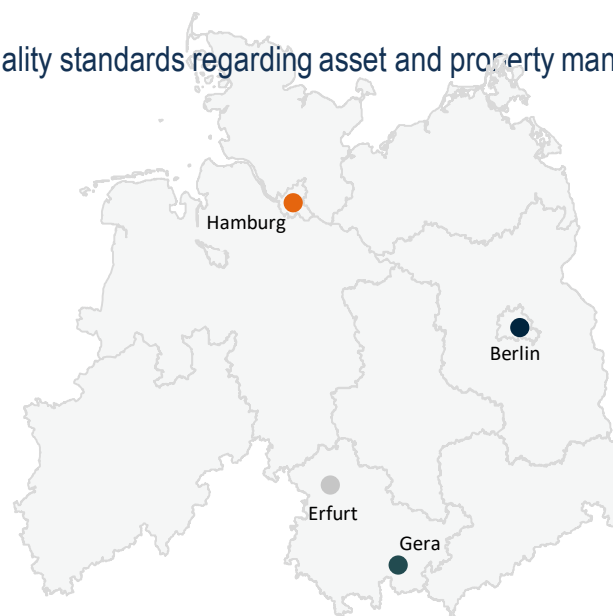 ality standards regarding asset and property man
Hamburg
Berlin
Erfurt
Gera